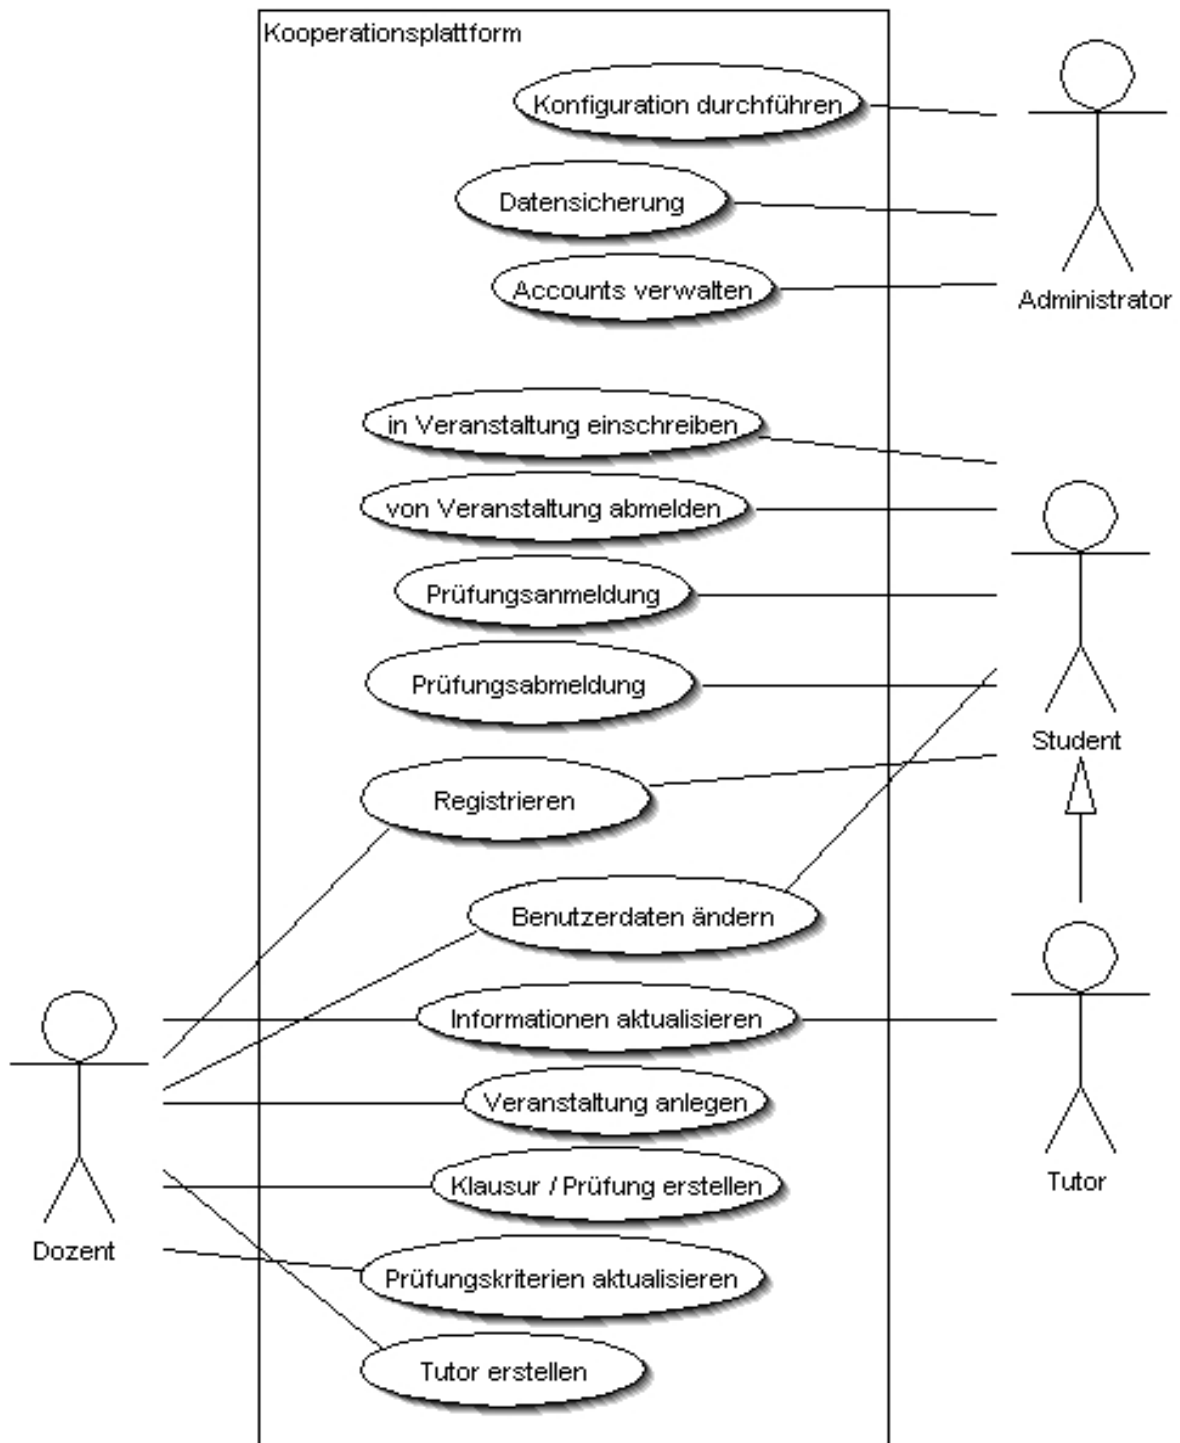 Kooperationsplattform
Konfiguration durchführen
Datensicherung
Accounts verwalten
Administrator
in Veranstaltung einschreiben
von Veranstaltung abmelden
Prüfungsanmeldung
Prüfungsabmeldung
Student
Registrieren
Benutzerdaten ändern
Informationen aktualisieren
Veranstaltung anlegen
Klausur / Prüfung erstellen
Tutor
Dozent
Prüfungskriterien aktualisieren
Tutor erstellen